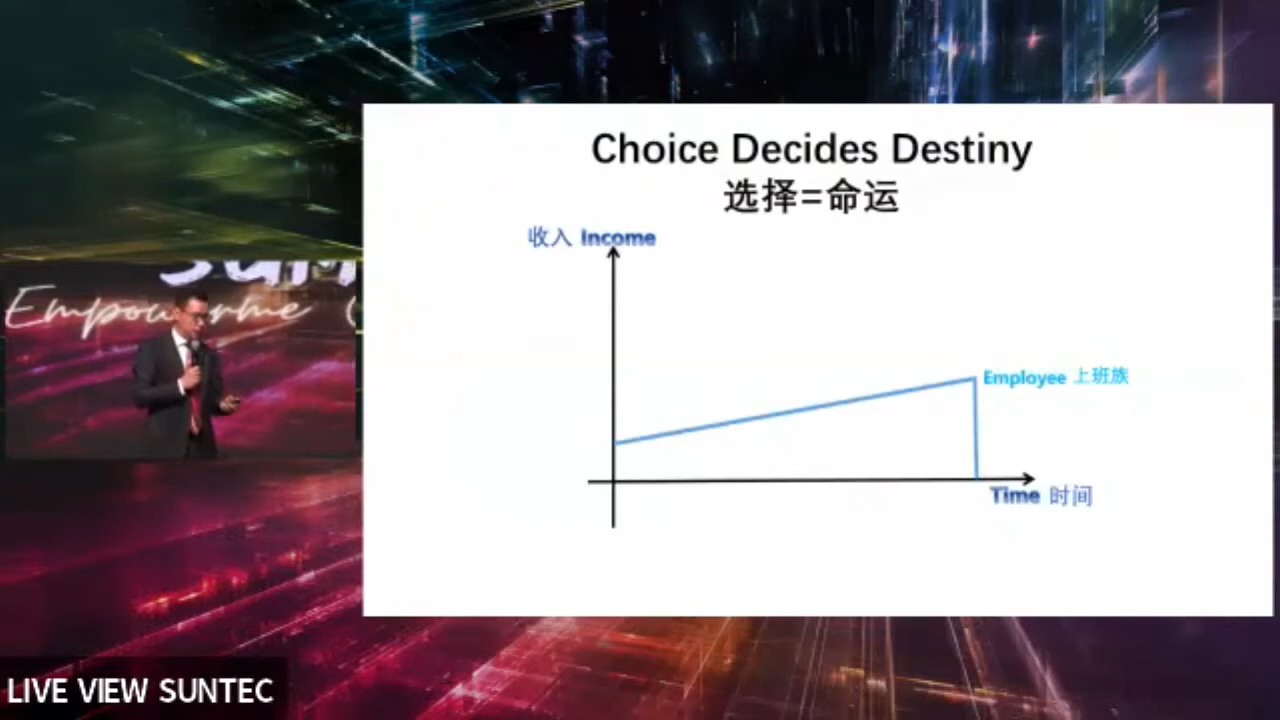 Choice Decides Destiny
选择=命运
收入 Income
Employee 上班族
Time 时间
Empowerme
LIVE VIEW SUNTEC